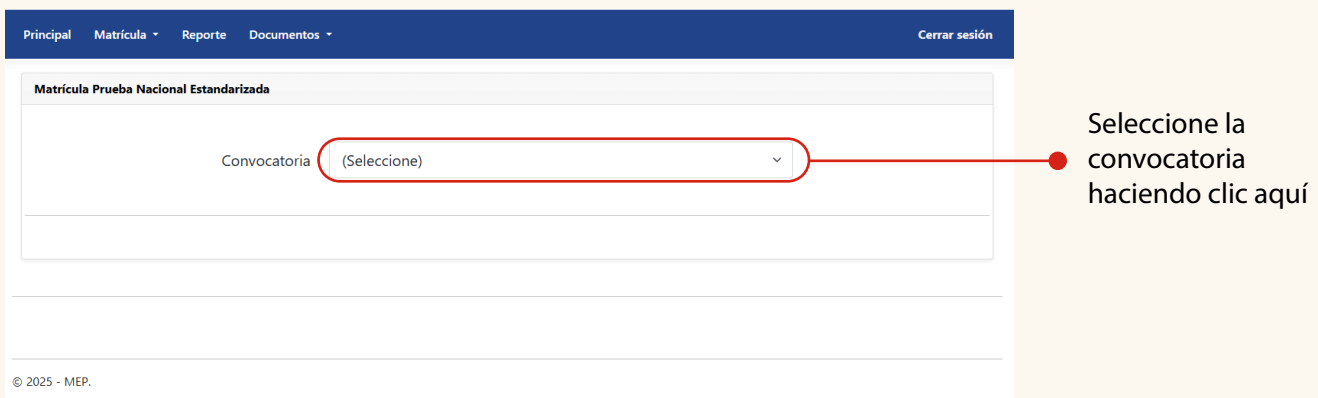 Principal Matrícula Reporte Documentos Cerrar sesión
Matrícula Prueba Nacional Estandarizada
Convocatoria (Seleccione)
Seleccione la
convocatoria
haciendo clic aquí
© 2025 - MEP.